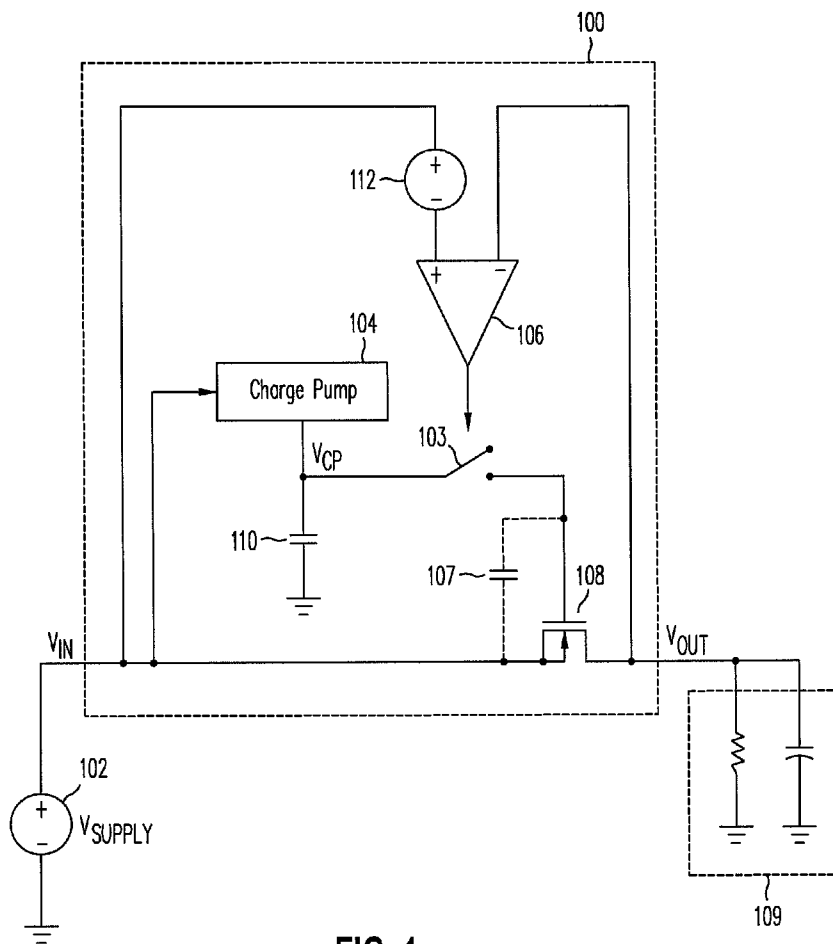 100
+
−
112
+
−
106
104
Charge Pump
V_CP
103
110
107
108
V_IN
V_OUT
102
+
−
V_SUPPLY
109
FIG. 1